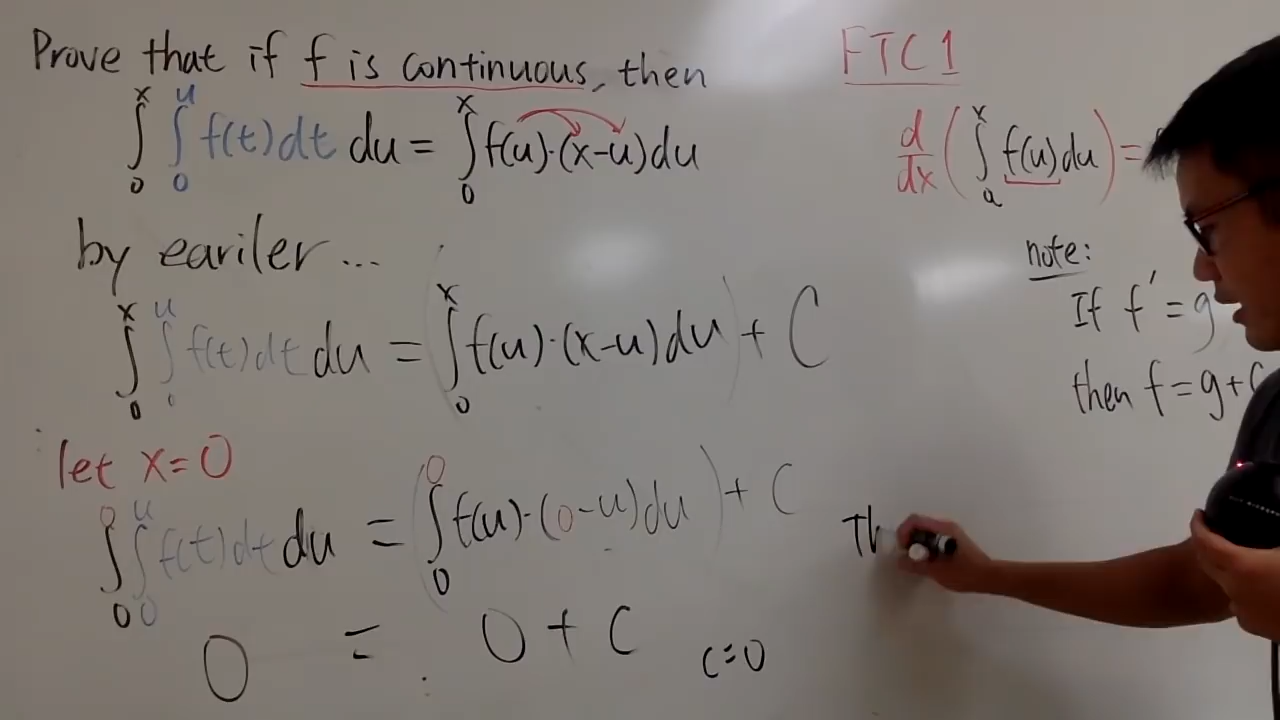 Prove that if f is continuous, then
∫₀ˣ ∫₀ᵘ f(t)dt du = ∫₀ˣ f(u)·(x-u)du
by eariler ...
∫₀ˣ ∫₀ᵘ f(t)dt du = (∫₀ˣ f(u)·(x-u)du) + C
let x=0
∫₀⁰ ∫₀ᵘ f(t)dt du = (∫₀⁰ f(u)·(0-u)du) + C
0 = 0 + C
C=0
FTC1
d/dx (∫ₐˣ f(u)du) =
note:
If f' = g
then f = g+C
Th